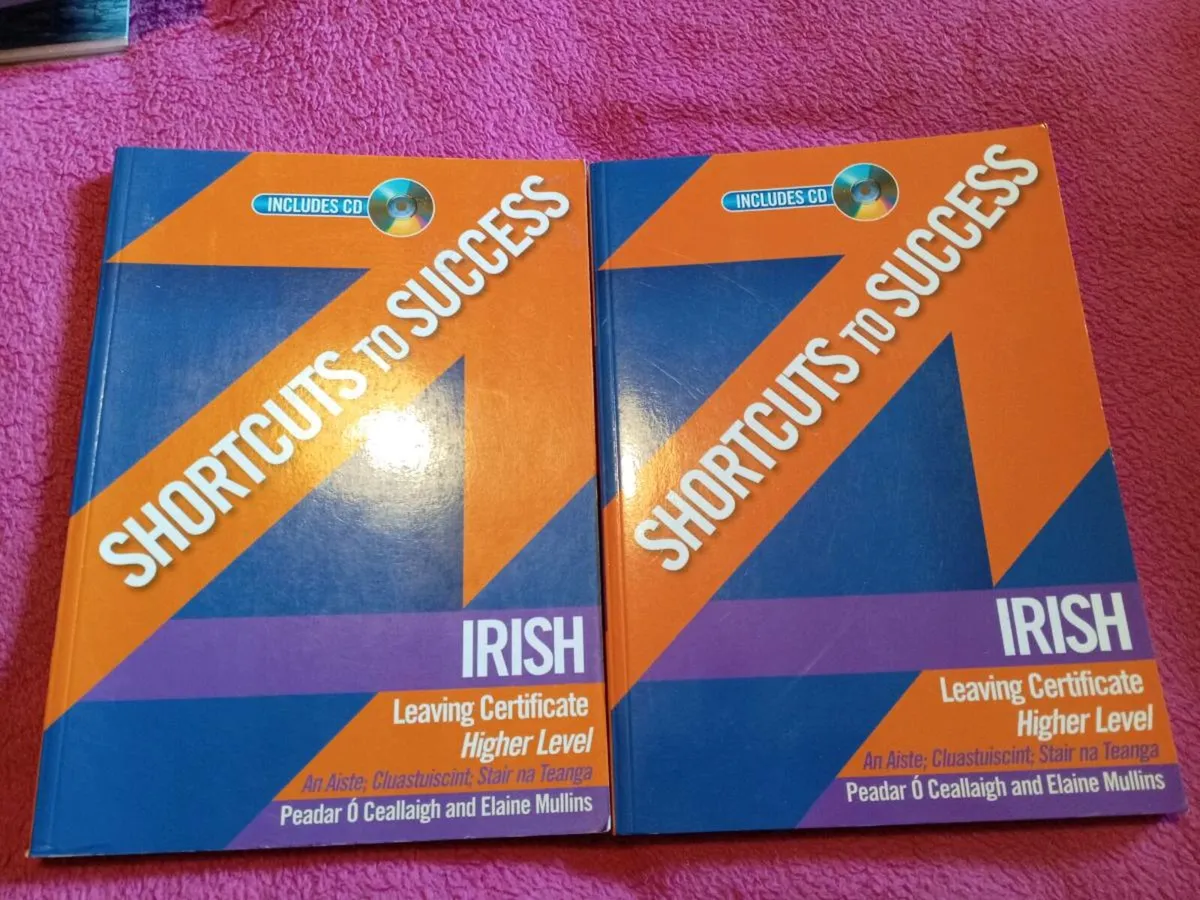 INCLUDES CD
SHORTCUTS TO SUCCESS
IRISH
Leaving Certificate
Higher Level
An Aiste; Cluastuiscint; Stair na Teanga
Peadar Ó Ceallaigh and Elaine Mullins
INCLUDES CD
SHORTCUTS TO SUCCESS
IRISH
Leaving Certificate
Higher Level
An Aiste; Cluastuiscint; Stair na Teanga
Peadar Ó Ceallaigh and Elaine Mullins